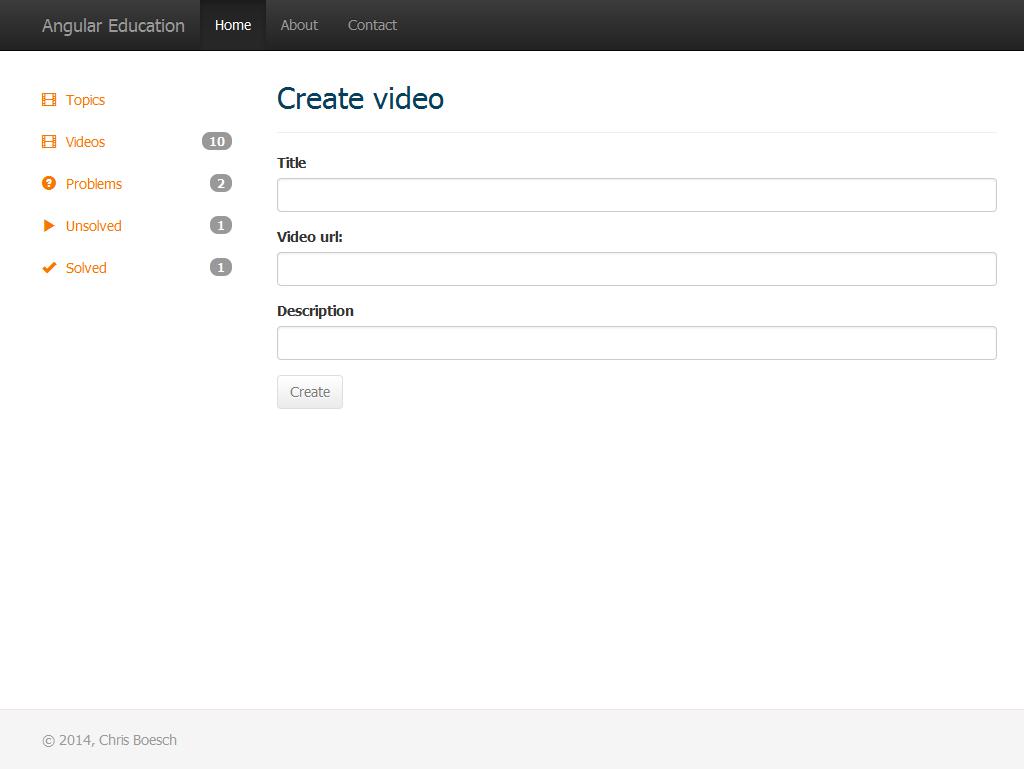 Angular Education Home About Contact
Topics
Videos 10
Problems 2
Unsolved 1
Solved 1
Create video
Title
Video url:
Description
Create
© 2014, Chris Boesch